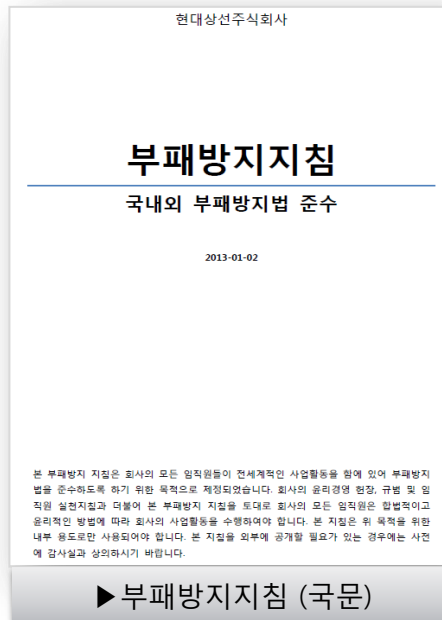 현대상선주식회사
부패방지지침
국내외 부패방지법 준수
2013-01-02
본 부패방지 지침은 회사의 모든 임직원들이 전세계적인 사업활동을 함에 있어 부패방지
법을 준수하도록 하기 위한 목적으로 제정되었습니다. 회사의 윤리경영 헌장, 규범 및 임
직원 실천지침과 더불어 본 부패방지 지침을 토대로 회사의 모든 임직원은 합법적이고
윤리적인 방법에 따라 회사의 사업활동을 수행하여야 합니다. 본 지침은 위 목적을 위한
내부 용도로만 사용되어야 합니다. 본 지침을 외부에 공개할 필요가 있는 경우에는 사전
에 감사실과 상의하시기 바랍니다.
▶부패방지지침 (국문)